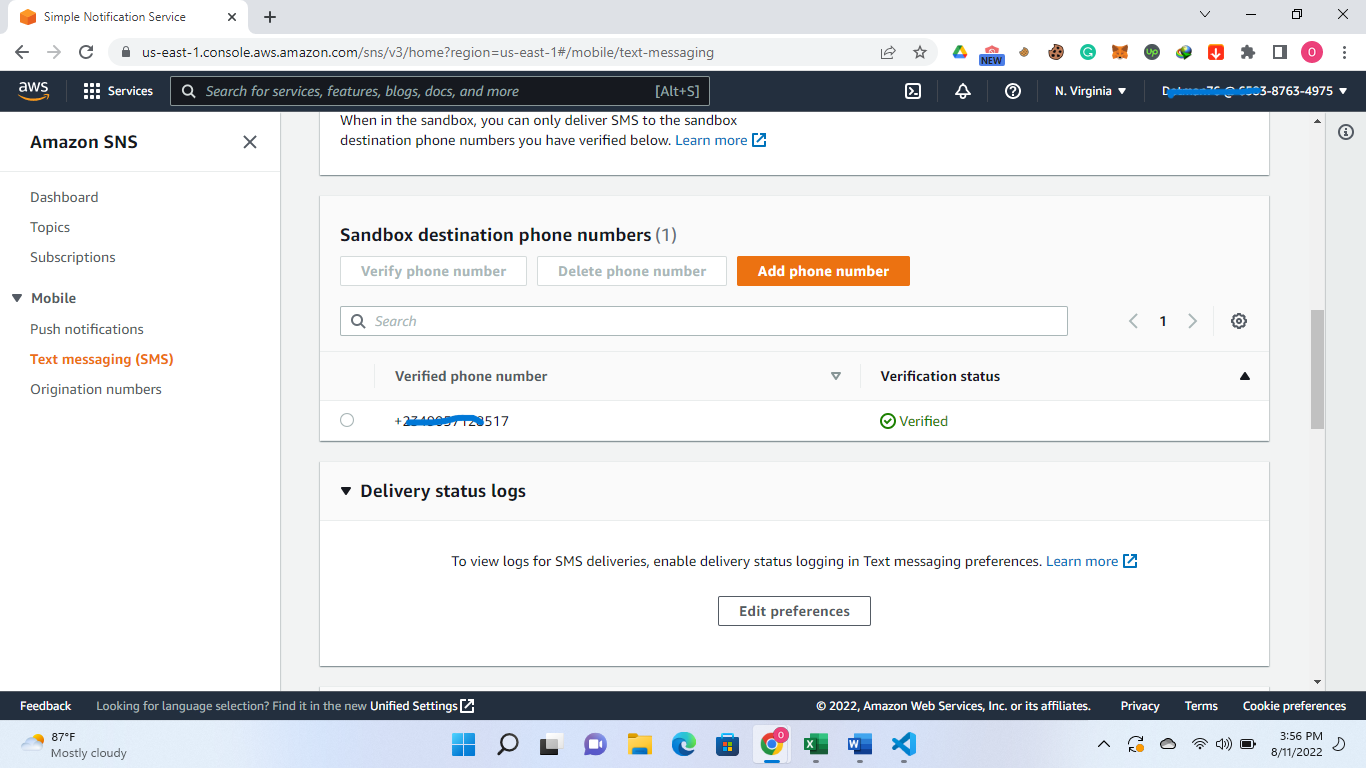 Simple Notification Service
us-east-1.console.aws.amazon.com/sns/v3/home?region=us-east-1#/mobile/text-messaging
NEW
Up
O
aws
Services
Search for services, features, blogs, docs, and more [Alt+S]
N. Virginia
Amazon SNS
Dashboard
Topics
Subscriptions
Mobile
Push notifications
Text messaging (SMS)
Origination numbers
When in the sandbox, you can only deliver SMS to the sandbox
destination phone numbers you have verified below. Learn more
Sandbox destination phone numbers (1)
Verify phone number
Delete phone number
Add phone number
Search
1
Verified phone number
Verification status
Verified
Delivery status logs
To view logs for SMS deliveries, enable delivery status logging in Text messaging preferences. Learn more
Edit preferences
Feedback
Looking for language selection? Find it in the new Unified Settings
© 2022, Amazon Web Services, Inc. or its affiliates.
Privacy
Terms
Cookie preferences
87°F
Mostly cloudy
3:56 PM
8/11/2022